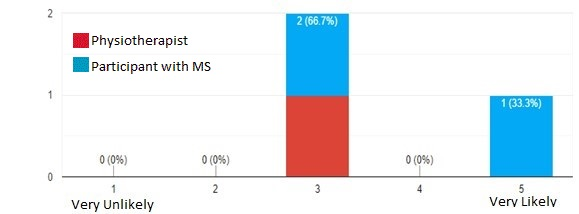 2
2 (66.7%)
Physiotherapist
Participant with MS
1
1 (33.3%)
0 (0%) 0 (0%) 0 (0%)
0
1 2 3 4 5
Very Unlikely Very Likely